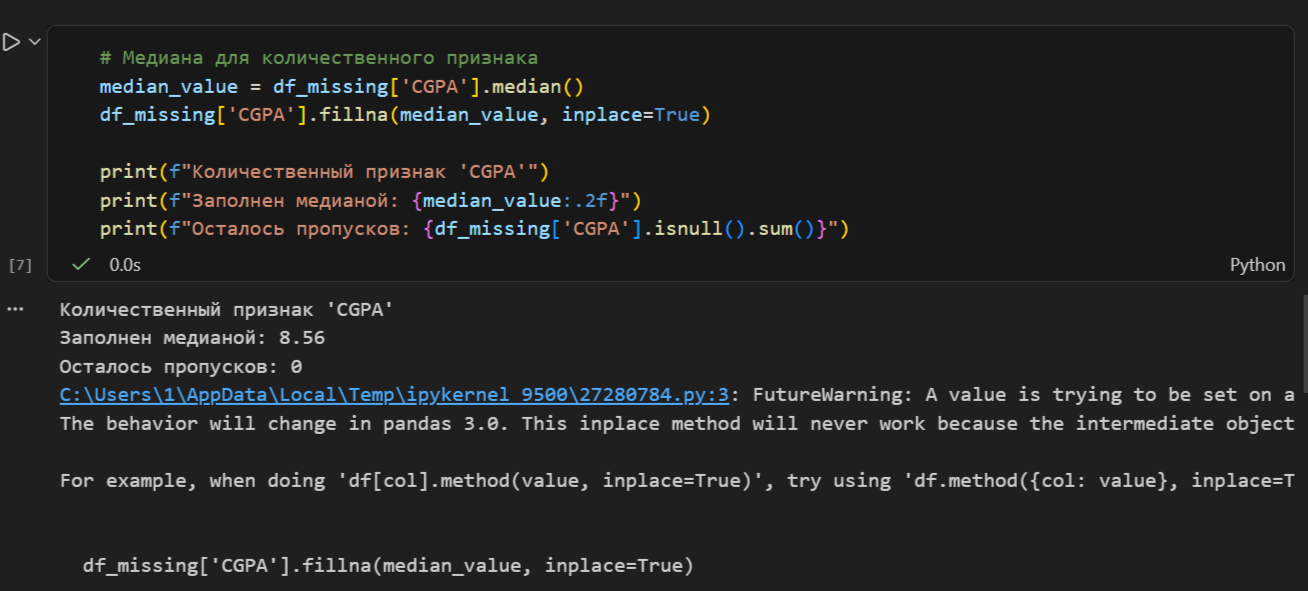 # Медиана для количественного признака
median_value = df_missing['CGPA'].median()
df_missing['CGPA'].fillna(median_value, inplace=True)
print(f"Количественный признак 'CGPA'")
print(f"Заполнен медианой: {median_value:.2f}")
print(f"Осталось пропусков: {df_missing['CGPA'].isnull().sum()}")
[7]
0.0s
Python
Количественный признак 'CGPA'
Заполнен медианой: 8.56
Осталось пропусков: 0
C:\Users\1\AppData\Local\Temp\ipykernel_9500\27280784.py:3: FutureWarning: A value is trying to be set on a
The behavior will change in pandas 3.0. This inplace method will never work because the intermediate object
For example, when doing 'df[col].method(value, inplace=True)', try using 'df.method({col: value}, inplace=T
df_missing['CGPA'].fillna(median_value, inplace=True)